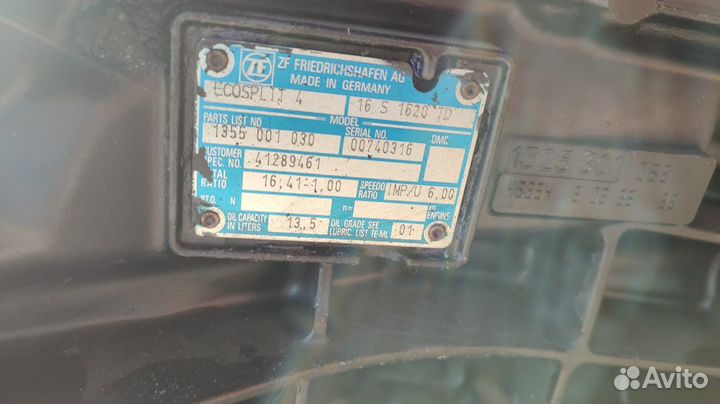 ZF
ZF FRIEDRICHSHAFEN AG
MADE IN GERMANY
ECOSPLIT 4 16 S 1620 TD
PARTS LIST NO MODEL SERIAL NO. DMC
1355 001 030 00740316
CUSTOMER SPEC. NO. 41289461
TOTAL RATIO 16,41-1,00 SPEEDO RATIO IMP/U 6,00
PTO. N n= x n ENGINE
OIL CAPACITY IN LITERS 13,5 OIL GRADE SEE LUBRIC. LIST TE-ML 01
Avito